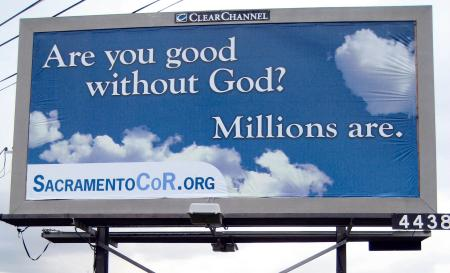 ClearChannel
Are you good
without God?
Millions are.
SacramentoCoR.org
4438